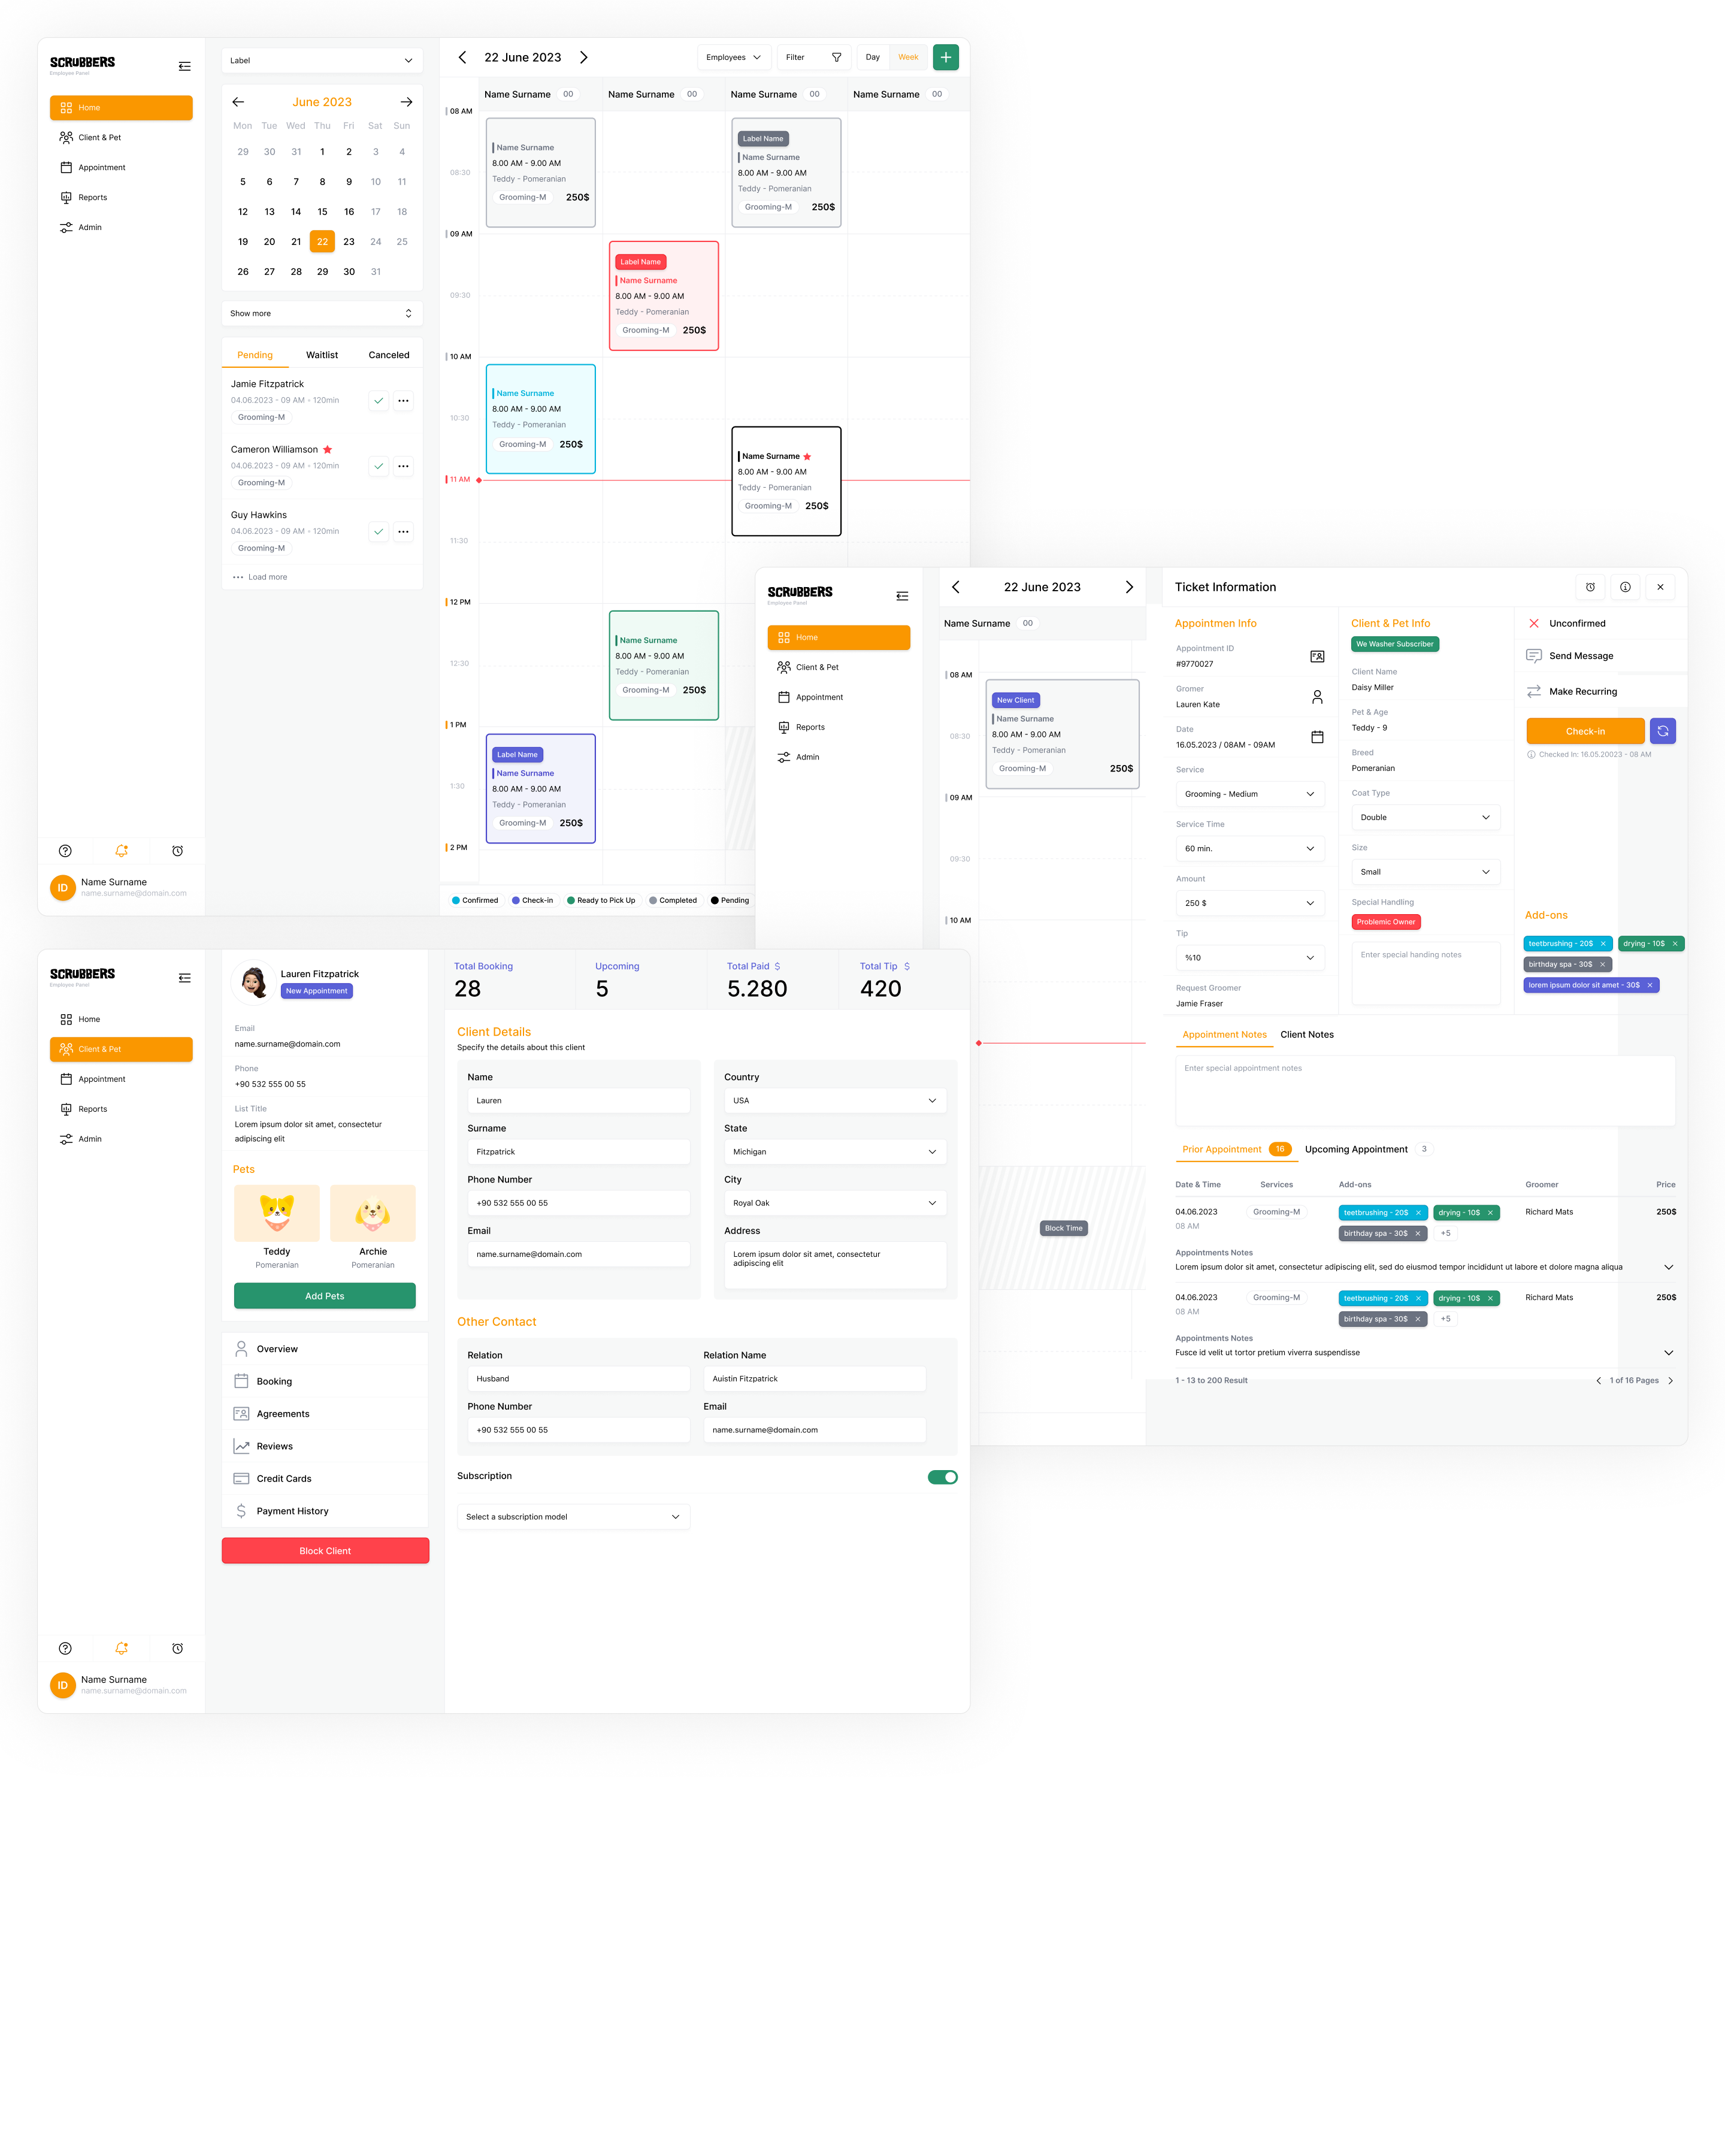 SCRUBBERS
Employee Panel
Home
Client & Pet
Appointment
Reports
Admin
Name Surname
name.surname@domain.com
ID
Label
June 2023
Mon Tue Wed Thu Fri Sat Sun
29 30 31 1 2 3 4
5 6 7 8 9 10 11
12 13 14 15 16 17 18
19 20 21 22 23 24 25
26 27 28 29 30 31
Show more
Pending Waitlist Canceled
Jamie Fitzpatrick
04.06.2023 - 09 AM - 120min
Grooming-M
Cameron Williamson
04.06.2023 - 09 AM - 120min
Grooming-M
Guy Hawkins
04.06.2023 - 09 AM - 120min
Grooming-M
Load more
22 June 2023
Employees
Filter
Day Week
Name Surname 00
Name Surname 00
Name Surname 00
Name Surname 00
08 AM
08:30
09 AM
09:30
10 AM
10:30
11 AM
11:30
12 PM
12:30
1 PM
1:30
2 PM
Name Surname
8.00 AM - 9.00 AM
Teddy - Pomeranian
Grooming-M 250$
Label Name
Name Surname
8.00 AM - 9.00 AM
Teddy - Pomeranian
Grooming-M 250$
Label Name
Name Surname
8.00 AM - 9.00 AM
Teddy - Pomeranian
Grooming-M 250$
Name Surname
8.00 AM - 9.00 AM
Teddy - Pomeranian
Grooming-M 250$
Name Surname
8.00 AM - 9.00 AM
Teddy - Pomeranian
Grooming-M 250$
Name Surname
8.00 AM - 9.00 AM
Teddy - Pomeranian
Grooming-M 250$
Label Name
Name Surname
8.00 AM - 9.00 AM
Teddy - Pomeranian
Grooming-M 250$
Confirmed Check-in Ready to Pick Up Completed Pending
SCRUBBERS
Employee Panel
Home
Client & Pet
Appointment
Reports
Admin
22 June 2023
Name Surname 00
08 AM
08:30
09 AM
09:30
10 AM
New Client
Name Surname
8.00 AM - 9.00 AM
Teddy - Pomeranian
Grooming-M 250$
Block Time
Ticket Information
Appointmen Info
Appointment ID
#9770027
Gromer
Lauren Kate
Date
16.05.2023 / 08AM - 09AM
Service
Grooming - Medium
Service Time
60 min.
Amount
250 $
Tip
%10
Request Groomer
Jamie Fraser
Client & Pet Info
We Washer Subscriber
Client Name
Daisy Miller
Pet & Age
Teddy - 9
Breed
Pomeranian
Coat Type
Double
Size
Small
Special Handling
Problemic Owner
Enter special handing notes
Unconfirmed
Send Message
Make Recurring
Check-in
Checked In: 16.05.20023 - 08 AM
Add-ons
teetbrushing - 20$ drying - 10$
birthday spa - 30$
lorem ipsum dolor sit amet - 30$
Appointment Notes Client Notes
Enter special appointment notes
Prior Appointment 16 Upcoming Appointment 3
Date & Time Services Add-ons Groomer Price
04.06.2023 Grooming-M teetbrushing - 20$ drying - 10$ Richard Mats 250$
08 AM birthday spa - 30$ +5
Appointments Notes
Lorem ipsum dolor sit amet, consectetur adipiscing elit, sed do eiusmod tempor incididunt ut labore et dolore magna aliqua
04.06.2023 Grooming-M teetbrushing - 20$ drying - 10$ Richard Mats 250$
08 AM birthday spa - 30$ +5
Appointments Notes
Fusce id velit ut tortor pretium viverra suspendisse
1 - 13 to 200 Result 1 of 16 Pages
SCRUBBERS
Employee Panel
Home
Client & Pet
Appointment
Reports
Admin
ID
Name Surname
name.surname@domain.com
Lauren Fitzpatrick
New Appointment
Email
name.surname@domain.com
Phone
+90 532 555 00 55
List Title
Lorem ipsum dolor sit amet, consectetur
adipiscing elit
Pets
Teddy
Pomeranian
Archie
Pomeranian
Add Pets
Overview
Booking
Agreements
Reviews
Credit Cards
Payment History
Block Client
Total Booking
28
Upcoming
5
Total Paid $
5.280
Total Tip $
420
Client Details
Specify the details about this client
Name
Lauren
Surname
Fitzpatrick
Phone Number
+90 532 555 00 55
Email
name.surname@domain.com
Country
USA
State
Michigan
City
Royal Oak
Address
Lorem ipsum dolor sit amet, consectetur
adipiscing elit
Other Contact
Relation
Husband
Relation Name
Auistin Fitzpatrick
Phone Number
+90 532 555 00 55
Email
name.surname@domain.com
Subscription
Select a subscription model